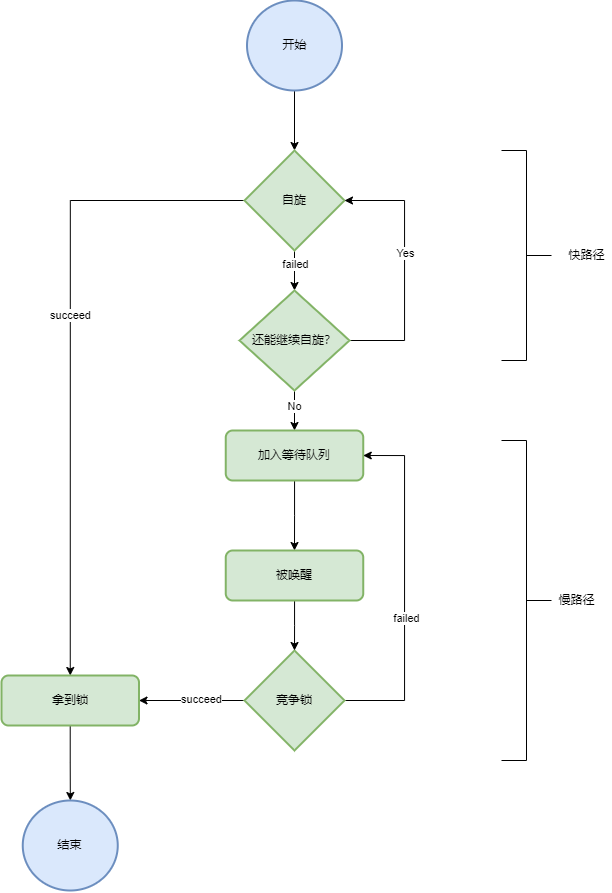 开始
自旋
Yes
快路径
failed
succeed
还能继续自旋?
No
加入等待队列
被唤醒
慢路径
failed
拿到锁
succeed
竞争锁
结束